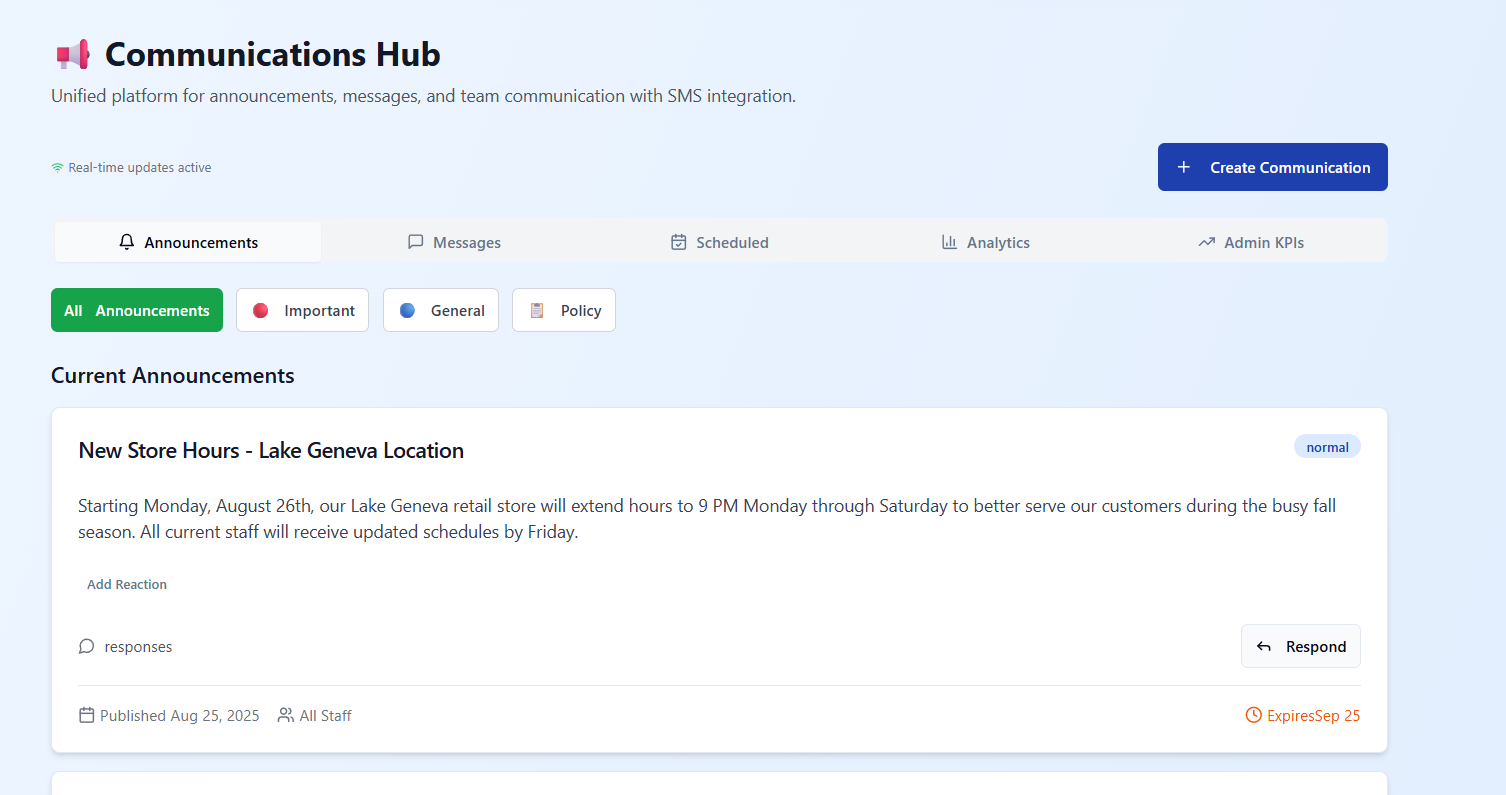 Communications Hub
Unified platform for announcements, messages, and team communication with SMS integration.
Real-time updates active
Create Communication
Announcements
Messages
Scheduled
Analytics
Admin KPIs
All Announcements
Important
General
Policy
Current Announcements
New Store Hours - Lake Geneva Location
normal
Starting Monday, August 26th, our Lake Geneva retail store will extend hours to 9 PM Monday through Saturday to better serve our customers during the busy fall
season. All current staff will receive updated schedules by Friday.
Add Reaction
responses
Respond
Published Aug 25, 2025
All Staff
ExpiresSep 25